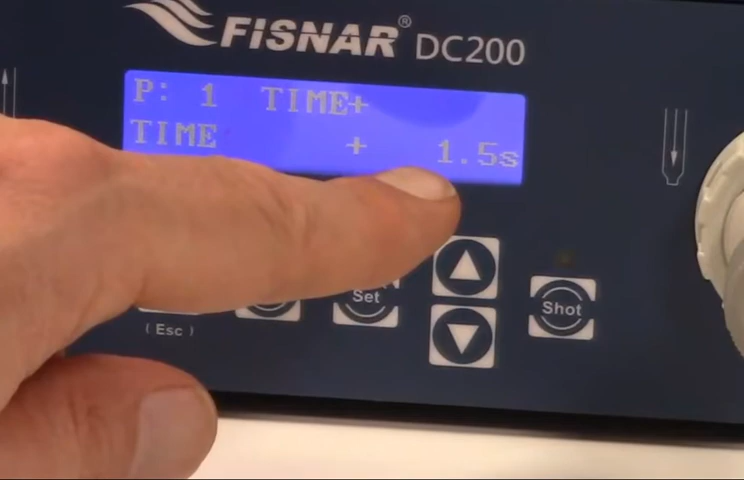 FISNAR® DC200
P: 1 TIME+
TIME + 1.5s
Set
Shot
(Esc)